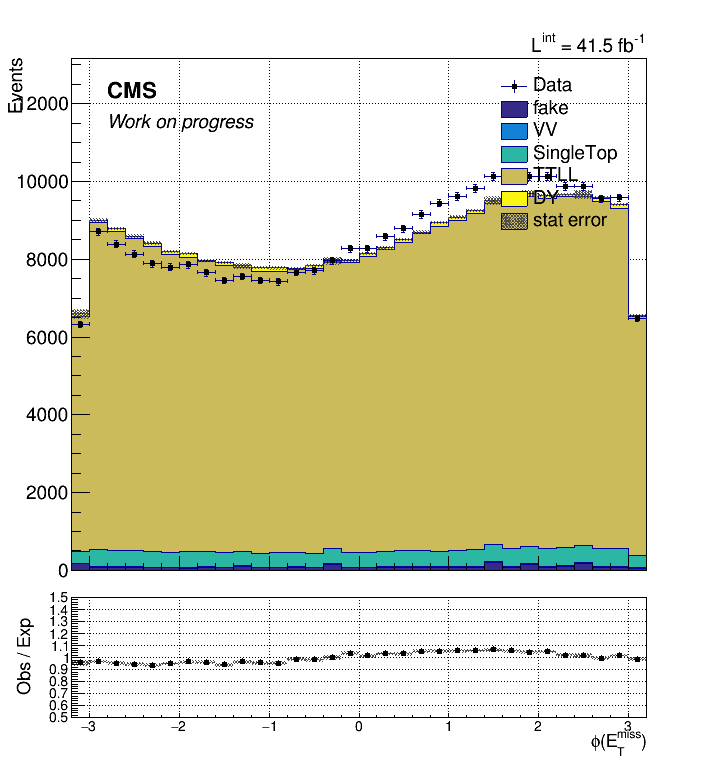 L^int = 41.5 fb^-1
Events
CMS
Work on progress
Data
fake
VV
SingleTop
TTLL
DY
stat error
12000
10000
8000
6000
4000
2000
0
Obs / Exp
1.5
1.4
1.3
1.2
1.1
1
0.9
0.8
0.7
0.6
0.5
−3 −2 −1 0 1 2 3
ϕ(E_T^miss)